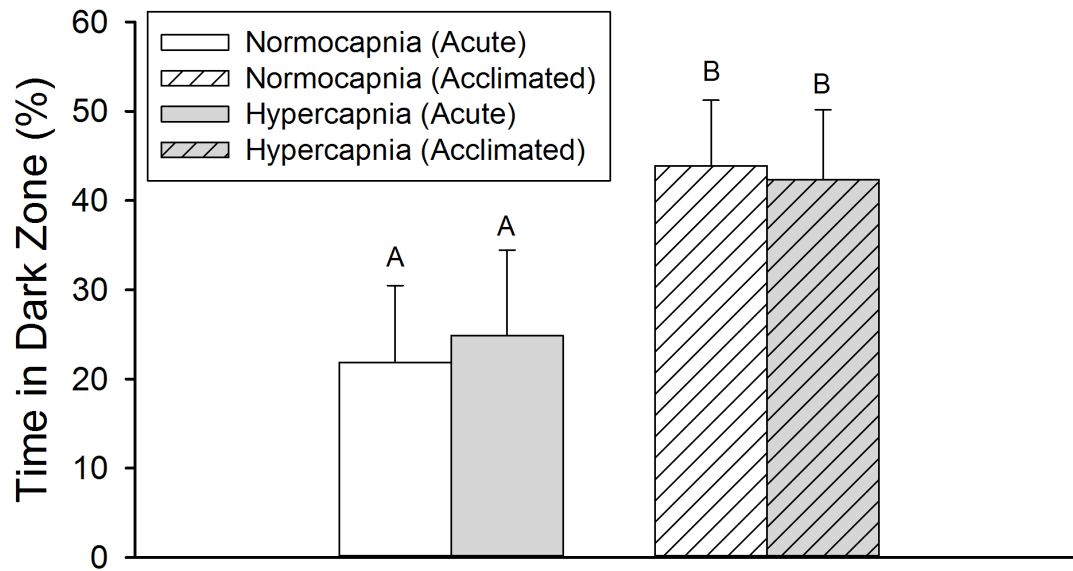 Time in Dark Zone (%)
60
50
40
30
20
10
0
Normocapnia (Acute)
Normocapnia (Acclimated)
Hypercapnia (Acute)
Hypercapnia (Acclimated)
A
A
B
B